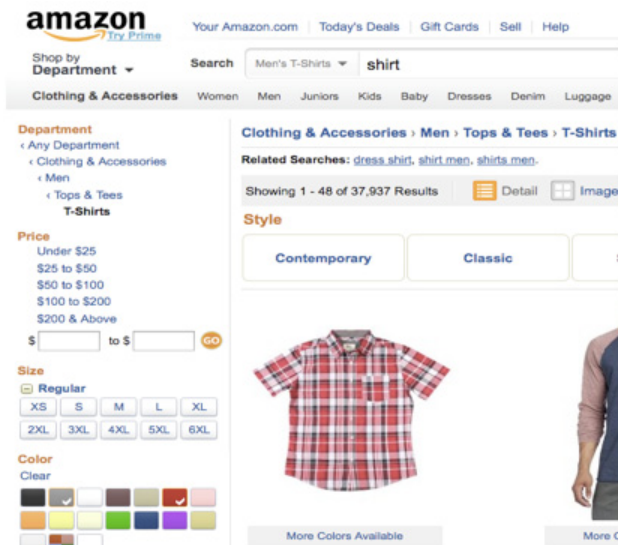 amazon
Try Prime
Your Amazon.com Today's Deals Gift Cards Sell Help
Shop by
Department
Search Men's T-Shirts shirt
Clothing & Accessories Women Men Juniors Kids Baby Dresses Denim Luggage
Department
‹ Any Department
‹ Clothing & Accessories
‹ Men
‹ Tops & Tees
T-Shirts
Price
Under $25
$25 to $50
$50 to $100
$100 to $200
$200 & Above
$ to $ GO
Size
Regular
XS S M L XL
2XL 3XL 4XL 5XL 6XL
Color
Clear
Clothing & Accessories › Men › Tops & Tees › T-Shirts
Related Searches: dress shirt, shirt men, shirts men.
Showing 1 - 48 of 37,937 Results Detail Image
Style
Contemporary Classic
More Colors Available More